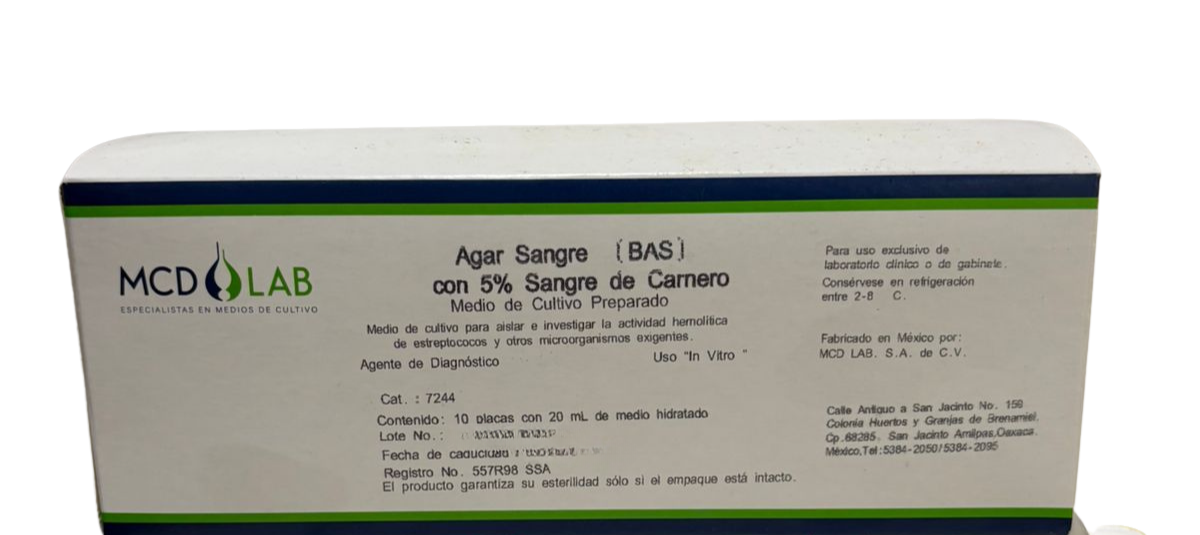 MCD LAB
ESPECIALISTAS EN MEDIOS DE CULTIVO
Agar Sangre (BAS)
con 5% Sangre de Carnero
Medio de Cultivo Preparado
Medio de cultivo para aislar e investigar la actividad hemolítica
de estreptococos y otros microorganismos exigentes.
Agente de Diagnóstico
Uso "In Vitro "
Cat. : 7244
Contenido: 10 placas con 20 mL de medio hidratado
Lote No. :
Fecha de caducidad :
Registro No. 557R98 SSA
El producto garantiza su esterilidad sólo si el empaque está intacto.
Para uso exclusivo de
laboratorio clínico o de gabinete.
Consérvese en refrigeración
entre 2-8 C.
Fabricado en México por:
MCD LAB. S.A. de C.V.
Calle Antiguo a San Jacinto No.
Colonia Huertos y Granjas de Brenamiel.
Cp.68285, San Jacinto Amilpas,Oaxaca.
México,Tel:5384-2050/5384-2095